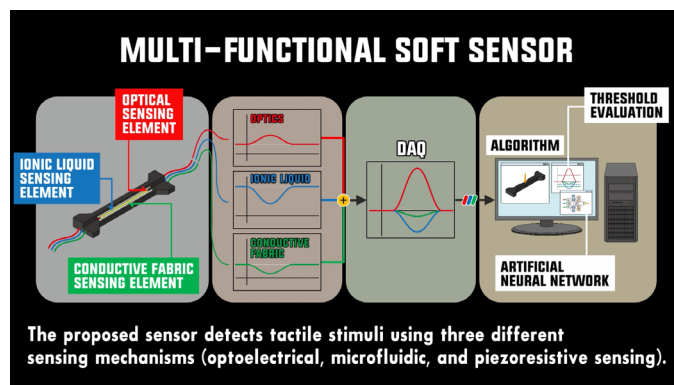 MULTI-FUNCTIONAL SOFT SENSOR
OPTICAL
SENSING
ELEMENT
IONIC LIQUID
SENSING
ELEMENT
CONDUCTIVE FABRIC
SENSING ELEMENT
OPTICS
IONIC LIQUID
CONDUCTIVE
FABRIC
+
DAQ
ALGORITHM
THRESHOLD
EVALUATION
ARTIFICIAL
NEURAL NETWORK
The proposed sensor detects tactile stimuli using three different
sensing mechanisms (optoelectrical, microfluidic, and piezoresistive sensing).